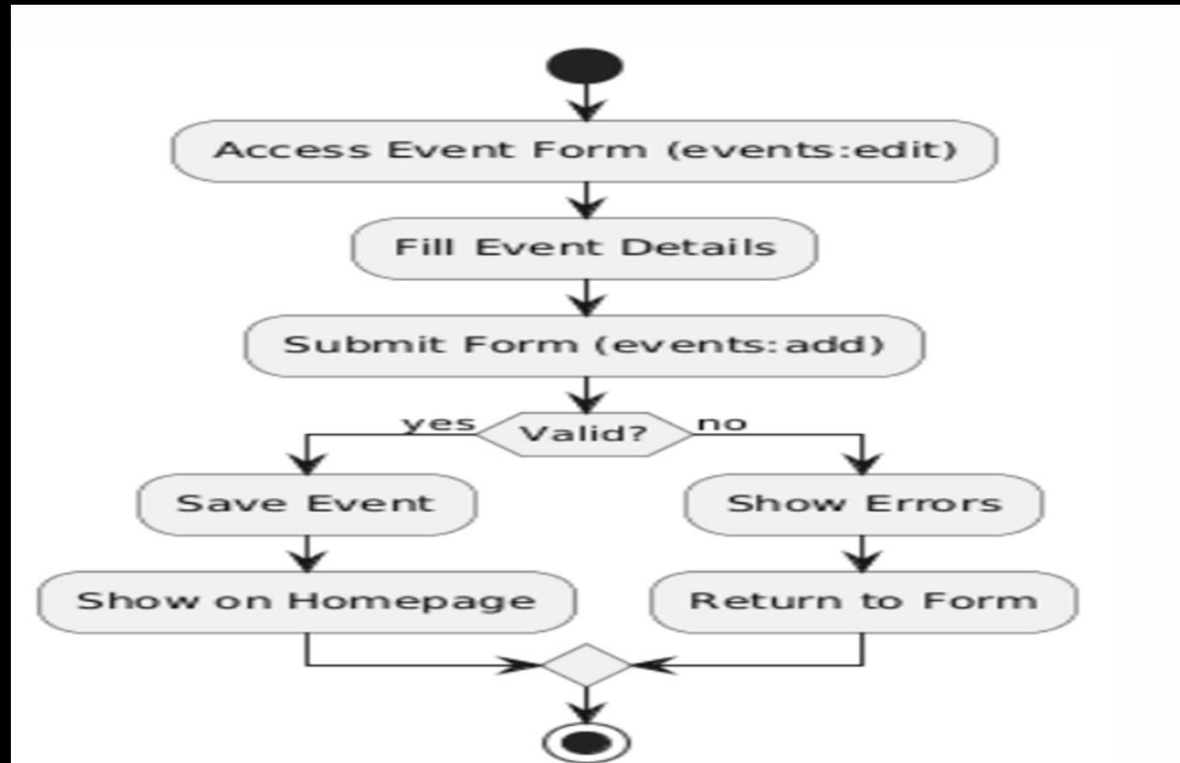 Access Event Form (events:edit)
Fill Event Details
Submit Form (events:add)
yes
Valid?
no
Save Event
Show Errors
Show on Homepage
Return to Form